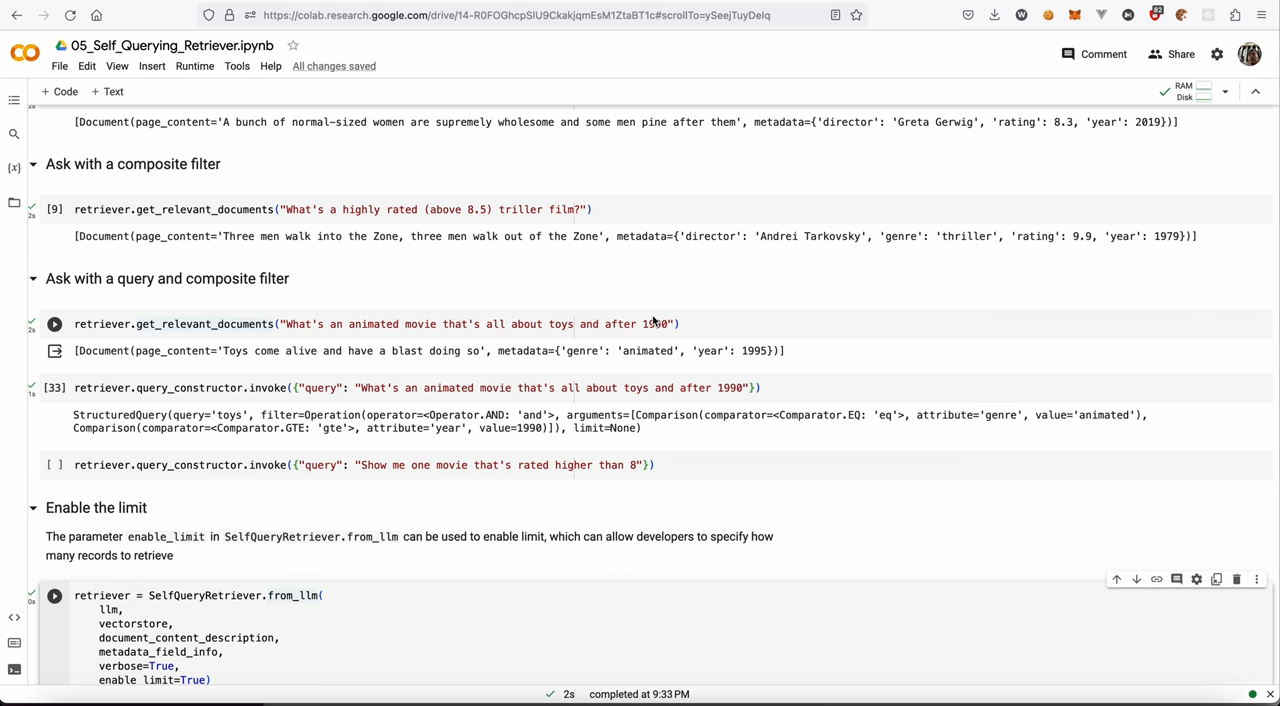 https://colab.research.google.com/drive/14-R0FOGhcpSlU9CkakjqmEsM1ZtaBT1c#scrollTo=ySeejTuyDelq
82
05_Self_Querying_Retriever.ipynb
File Edit View Insert Runtime Tools Help All changes saved
Comment Share
+ Code + Text
RAM
Disk
[Document(page_content='A bunch of normal-sized women are supremely wholesome and some men pine after them', metadata={'director': 'Greta Gerwig', 'rating': 8.3, 'year': 2019})]
Ask with a composite filter
[9] retriever.get_relevant_documents("What's a highly rated (above 8.5) triller film?")
2s
[Document(page_content='Three men walk into the Zone, three men walk out of the Zone', metadata={'director': 'Andrei Tarkovsky', 'genre': 'thriller', 'rating': 9.9, 'year': 1979})]
Ask with a query and composite filter
retriever.get_relevant_documents("What's an animated movie that's all about toys and after 1990")
2s
[Document(page_content='Toys come alive and have a blast doing so', metadata={'genre': 'animated', 'year': 1995})]
[33] retriever.query_constructor.invoke({"query": "What's an animated movie that's all about toys and after 1990"})
1s
StructuredQuery(query='toys', filter=Operation(operator=<Operator.AND: 'and'>, arguments=[Comparison(comparator=<Comparator.EQ: 'eq'>, attribute='genre', value='animated'),
Comparison(comparator=<Comparator.GTE: 'gte'>, attribute='year', value=1990)]), limit=None)
[ ] retriever.query_constructor.invoke({"query": "Show me one movie that's rated higher than 8"})
Enable the limit
The parameter enable_limit in SelfQueryRetriever.from_llm can be used to enable limit, which can allow developers to specify how
many records to retrieve
retriever = SelfQueryRetriever.from_llm(
0s
llm,
vectorstore,
document_content_description,
metadata_field_info,
verbose=True,
enable_limit=True)
2s completed at 9:33 PM